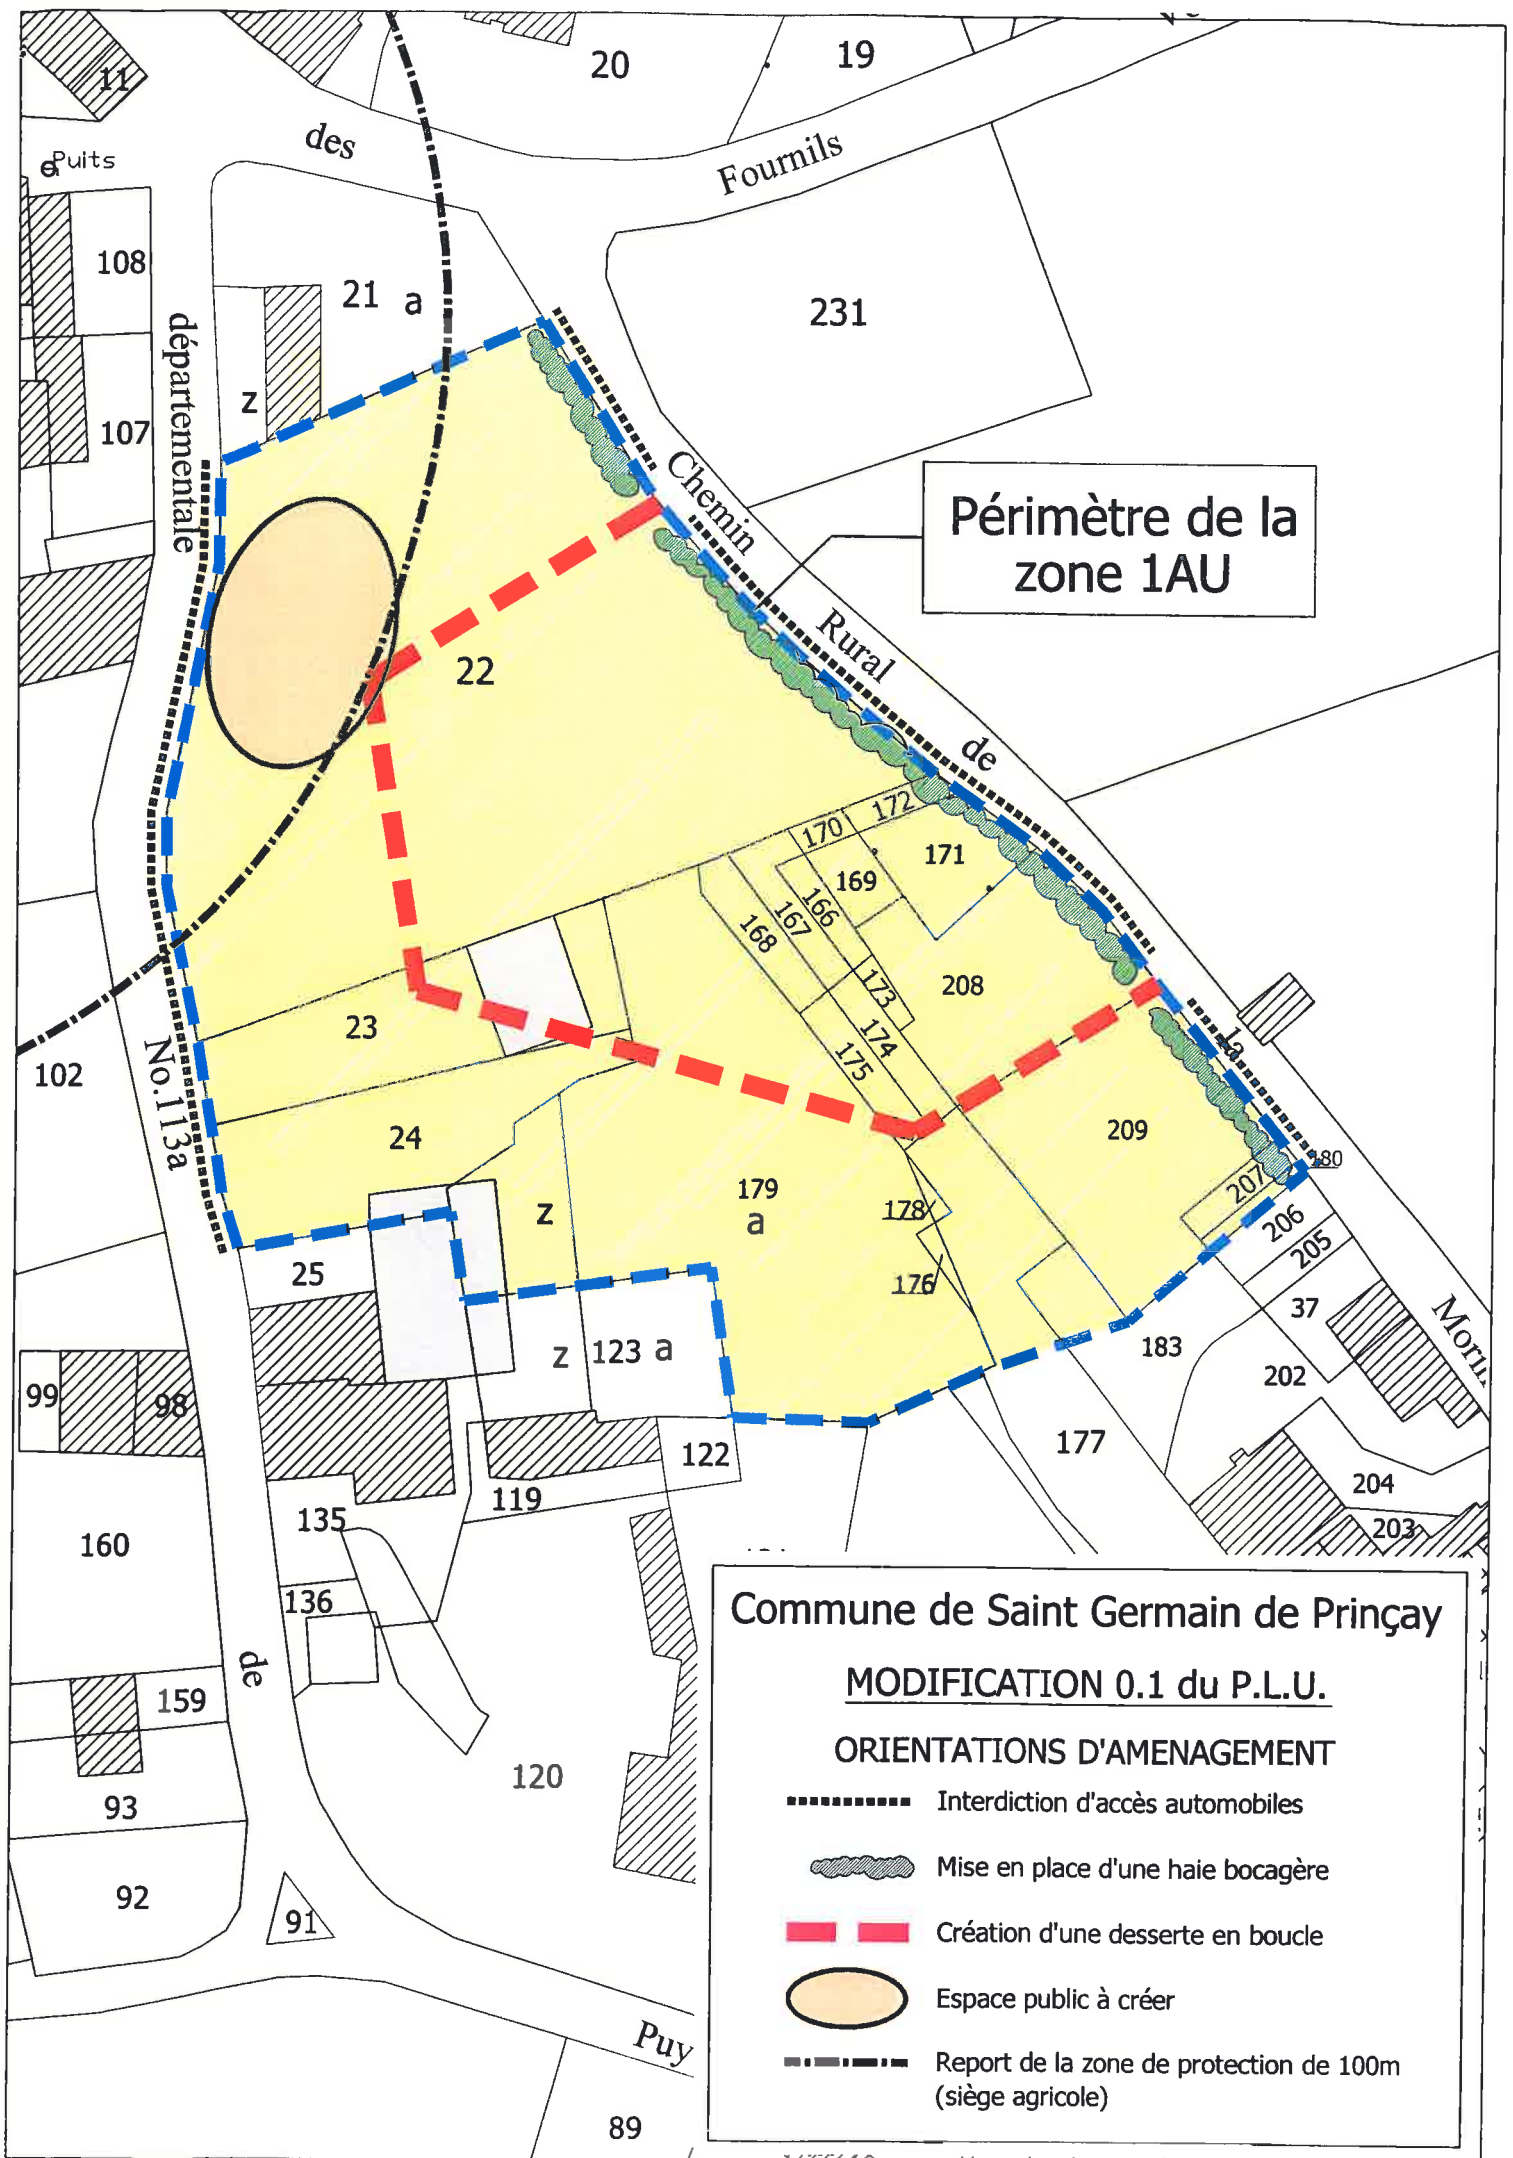 11
20
19
des
Fournils
Puits
108
21 a
231
départementale
z
107
Chemin
Périmètre de la
zone 1AU
Rural
22
de
172
170
171
169
166
167
168
173
208
23
174
175
102
No.113a
la
24
209
180
179
a
z
178
207
206
205
176
25
37
183
Morin
z 123 a
202
99
98
177
122
204
119
203
135
160
136
de
159
120
93
92
91
Puy
89
Commune de Saint Germain de Prinçay
MODIFICATION 0.1 du P.L.U.
ORIENTATIONS D'AMENAGEMENT
Interdiction d'accès automobiles
Mise en place d'une haie bocagère
Création d'une desserte en boucle
Espace public à créer
Report de la zone de protection de 100m
(siège agricole)